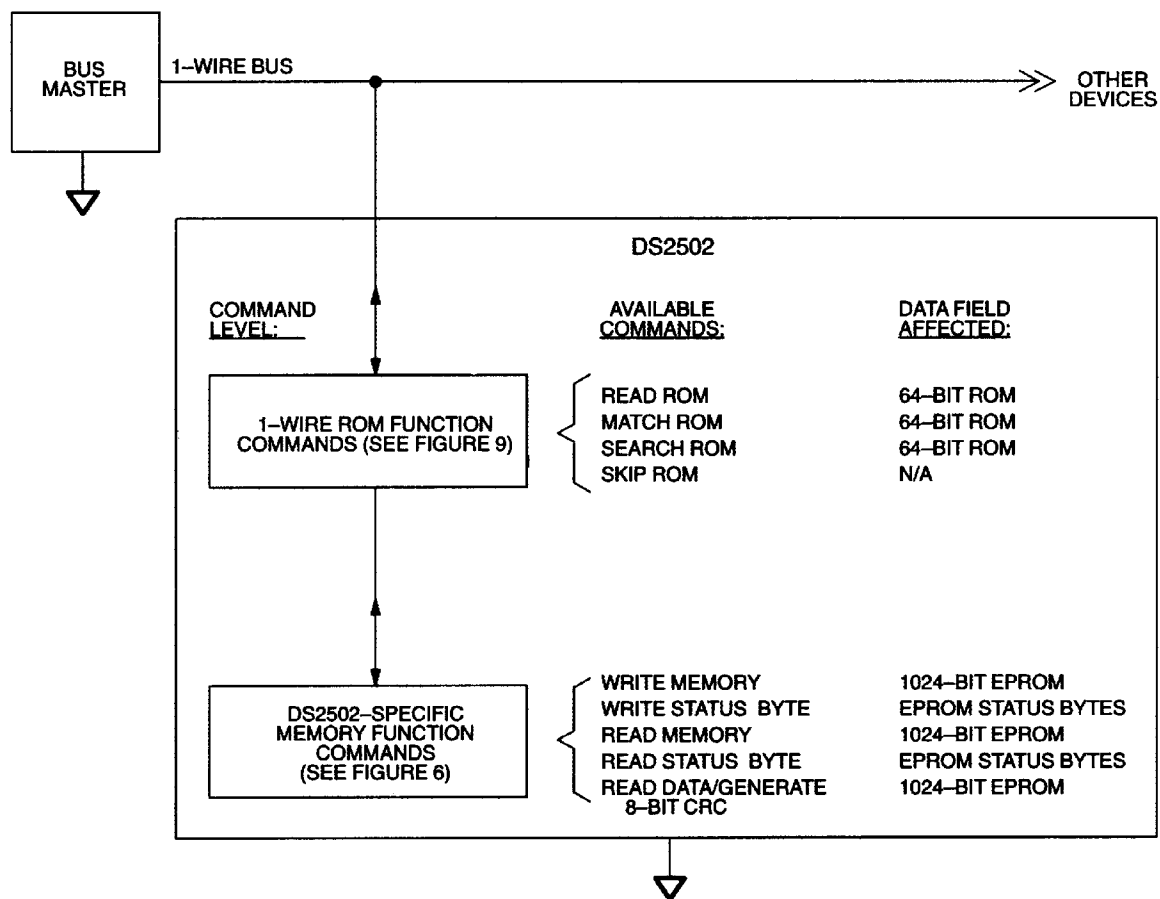 BUS
MASTER
1–WIRE BUS
OTHER
DEVICES
DS2502
COMMAND
LEVEL:
AVAILABLE
COMMANDS:
DATA FIELD
AFFECTED:
1–WIRE ROM FUNCTION
COMMANDS (SEE FIGURE 9)
READ ROM 64–BIT ROM
MATCH ROM 64–BIT ROM
SEARCH ROM 64–BIT ROM
SKIP ROM N/A
DS2502–SPECIFIC
MEMORY FUNCTION
COMMANDS
(SEE FIGURE 6)
WRITE MEMORY 1024–BIT EPROM
WRITE STATUS BYTE EPROM STATUS BYTES
READ MEMORY 1024–BIT EPROM
READ STATUS BYTE EPROM STATUS BYTES
READ DATA/GENERATE 1024–BIT EPROM
8–BIT CRC